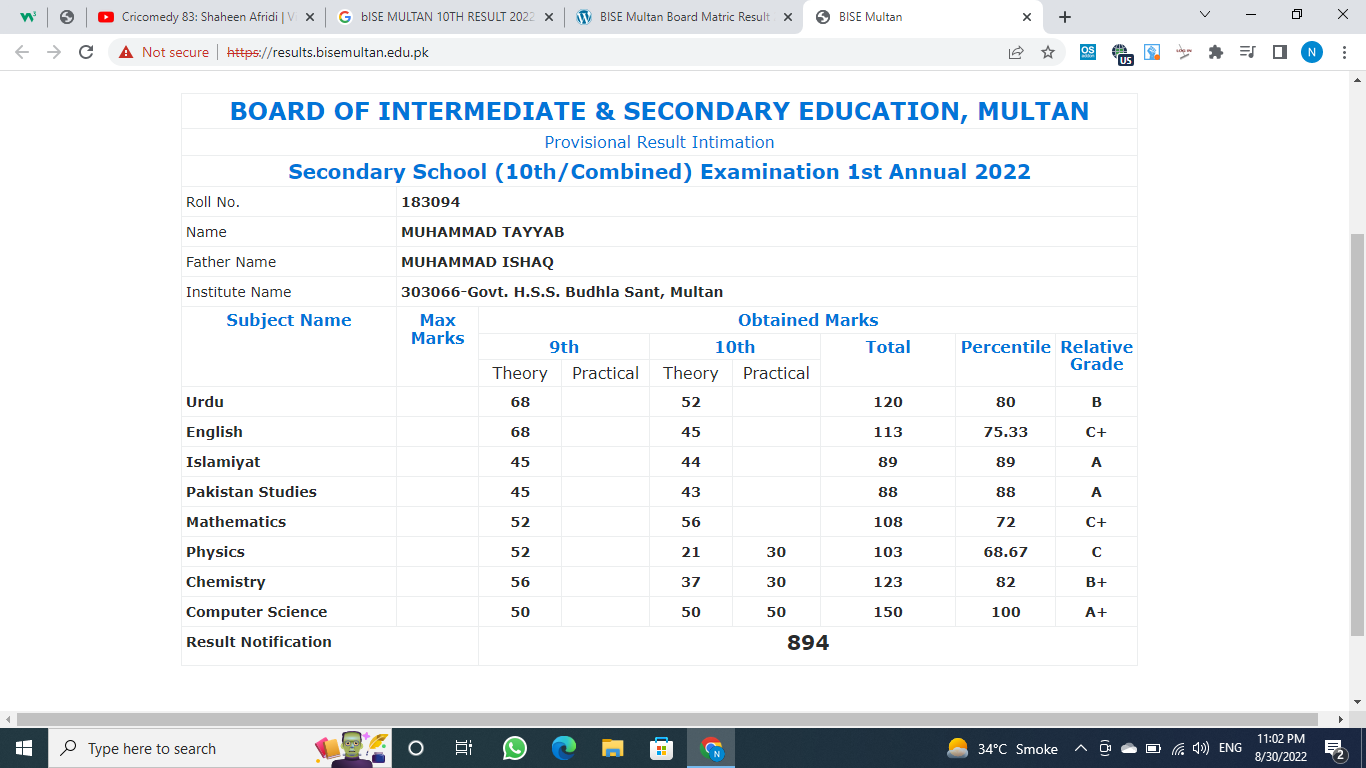 Cricomedy 83: Shaheen Afridi | V
bISE MULTAN 10TH RESULT 2022
BISE Multan Board Matric Result
BISE Multan
Not secure https://results.bisemultan.edu.pk
OS
US
LOG IN
N
BOARD OF INTERMEDIATE & SECONDARY EDUCATION, MULTAN
Provisional Result Intimation
Secondary School (10th/Combined) Examination 1st Annual 2022
Roll No. 183094
Name MUHAMMAD TAYYAB
Father Name MUHAMMAD ISHAQ
Institute Name 303066-Govt. H.S.S. Budhla Sant, Multan
Subject Name Max Marks Obtained Marks
9th 10th Total Percentile Relative Grade
Theory Practical Theory Practical
Urdu 68 52 120 80 B
English 68 45 113 75.33 C+
Islamiyat 45 44 89 89 A
Pakistan Studies 45 43 88 88 A
Mathematics 52 56 108 72 C+
Physics 52 21 30 103 68.67 C
Chemistry 56 37 30 123 82 B+
Computer Science 50 50 50 150 100 A+
Result Notification 894
Type here to search
N
34°C Smoke
ENG
11:02 PM
8/30/2022
2